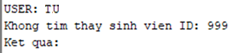 USER: TU
Khong tim thay sinh vien ID: 999
Ket qua: